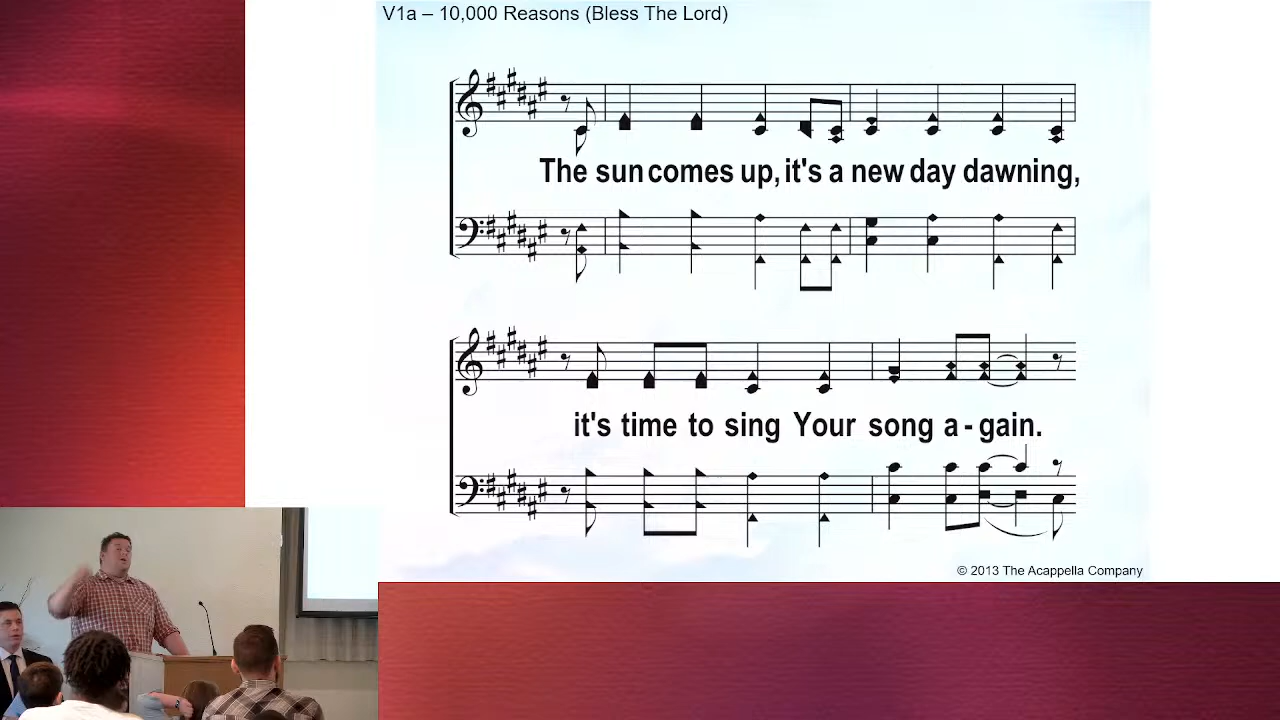 V1a – 10,000 Reasons (Bless The Lord)
The sun comes up, it's a new day dawning,
it's time to sing Your song a - gain.
© 2013 The Acappella Company